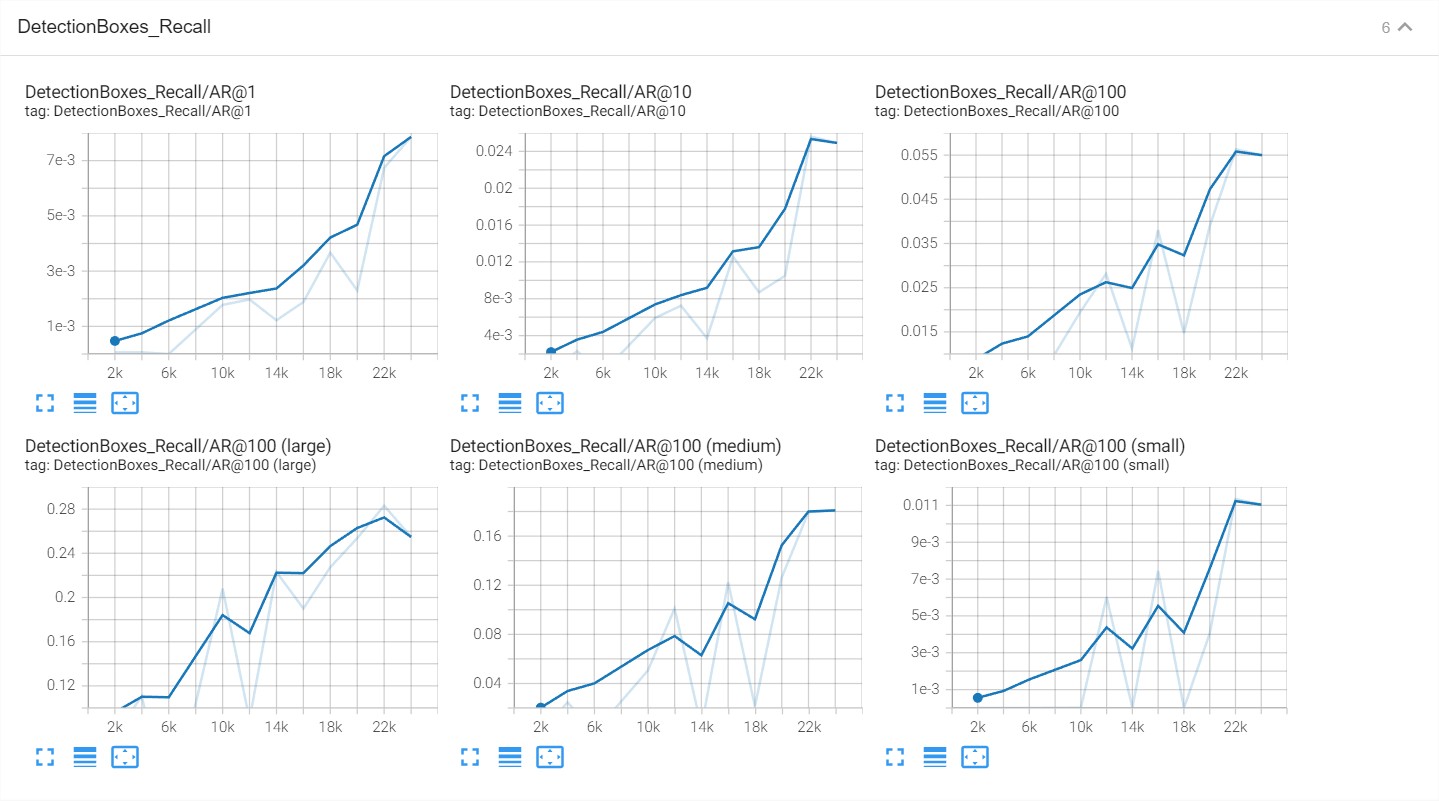 DetectionBoxes_Recall
6
DetectionBoxes_Recall/AR@1
tag: DetectionBoxes_Recall/AR@1
7e-3
5e-3
3e-3
1e-3
2k 6k 10k 14k 18k 22k
DetectionBoxes_Recall/AR@10
tag: DetectionBoxes_Recall/AR@10
0.024
0.02
0.016
0.012
8e-3
4e-3
2k 6k 10k 14k 18k 22k
DetectionBoxes_Recall/AR@100
tag: DetectionBoxes_Recall/AR@100
0.055
0.045
0.035
0.025
0.015
2k 6k 10k 14k 18k 22k
DetectionBoxes_Recall/AR@100 (large)
tag: DetectionBoxes_Recall/AR@100 (large)
0.28
0.24
0.2
0.16
0.12
2k 6k 10k 14k 18k 22k
DetectionBoxes_Recall/AR@100 (medium)
tag: DetectionBoxes_Recall/AR@100 (medium)
0.16
0.12
0.08
0.04
2k 6k 10k 14k 18k 22k
DetectionBoxes_Recall/AR@100 (small)
tag: DetectionBoxes_Recall/AR@100 (small)
0.011
9e-3
7e-3
5e-3
3e-3
1e-3
2k 6k 10k 14k 18k 22k